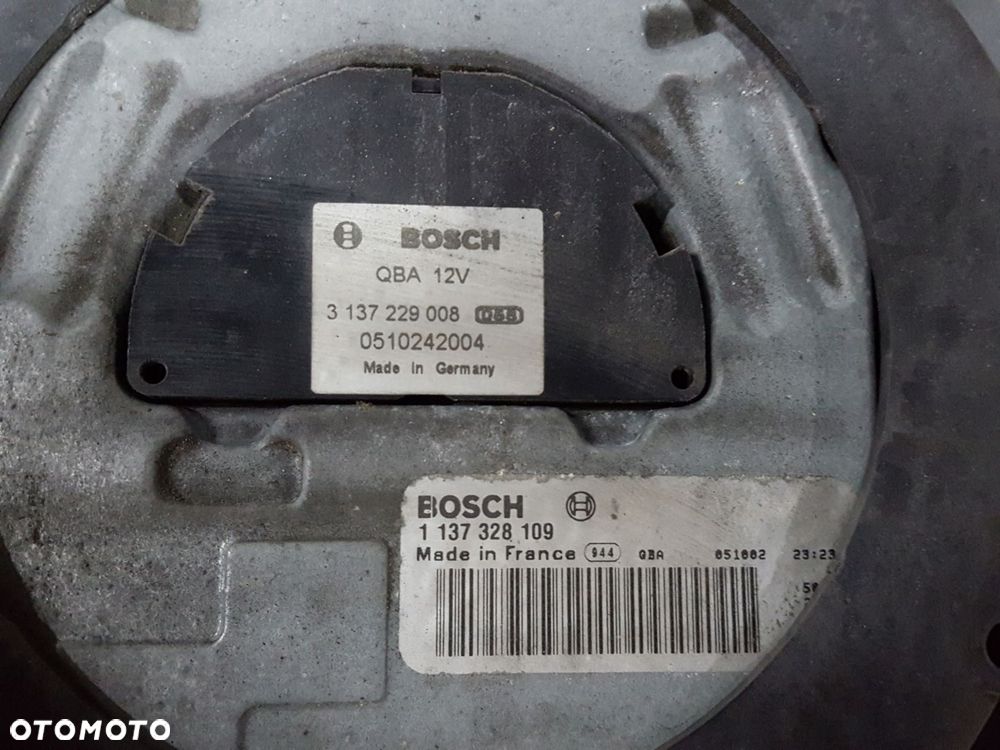 BOSCH
QBA 12V
3 137 229 008
0510242004
Made in Germany
BOSCH
1 137 328 109
Made in France 944 QBA 051002 23:23
OTOMOTO